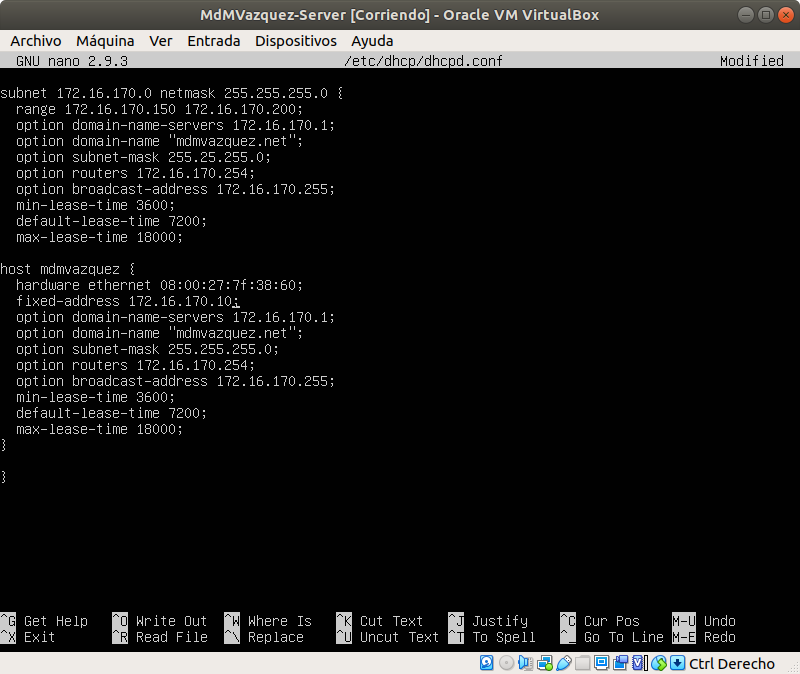 MdMVazquez-Server [Corriendo] - Oracle VM VirtualBox
Archivo Máquina Ver Entrada Dispositivos Ayuda
GNU nano 2.9.3 /etc/dhcp/dhcpd.conf Modified
subnet 172.16.170.0 netmask 255.255.255.0 {
range 172.16.170.150 172.16.170.200;
option domain-name-servers 172.16.170.1;
option domain-name "mdmvazquez.net";
option subnet-mask 255.25.255.0;
option routers 172.16.170.254;
option broadcast-address 172.16.170.255;
min-lease-time 3600;
default-lease-time 7200;
max-lease-time 18000;
host mdmvazquez {
hardware ethernet 08:00:27:7f:38:60;
fixed-address 172.16.170.10;
option domain-name-servers 172.16.170.1;
option domain-name "mdmvazquez.net";
option subnet-mask 255.255.255.0;
option routers 172.16.170.254;
option broadcast-address 172.16.170.255;
min-lease-time 3600;
default-lease-time 7200;
max-lease-time 18000;
}
}
^G Get Help ^O Write Out ^W Where Is ^K Cut Text ^J Justify ^C Cur Pos M-U Undo
^X Exit ^R Read File ^\ Replace ^U Uncut Text ^T To Spell ^_ Go To Line M-E Redo
Ctrl Derecho